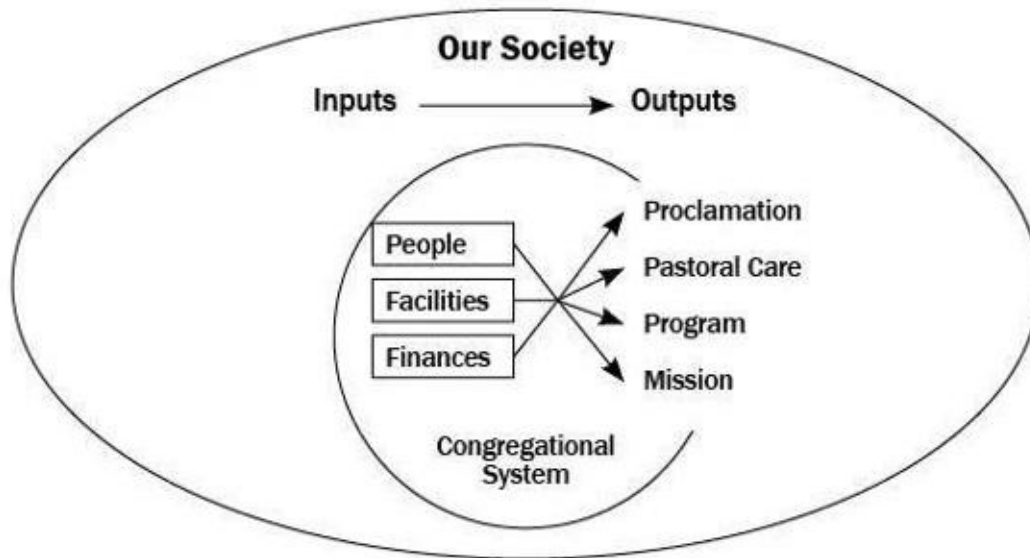 Our Society
Inputs Outputs
Proclamation
People
Pastoral Care
Facilities
Program
Finances
Mission
Congregational
System